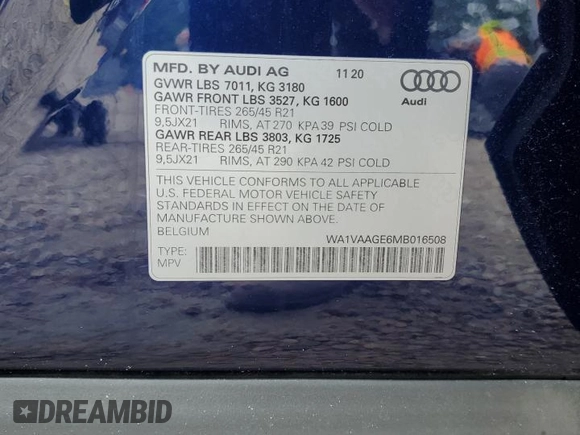 MFD. BY AUDI AG 11 20
GVWR LBS 7011, KG 3180
GAWR FRONT LBS 3527, KG 1600
FRONT-TIRES 265/45 R21
9,5JX21 RIMS, AT 270 KPA 39 PSI COLD
GAWR REAR LBS 3803, KG 1725
REAR-TIRES 265/45 R21
9,5JX21 RIMS, AT 290 KPA 42 PSI COLD
Audi
THIS VEHICLE CONFORMS TO ALL APPLICABLE
U.S. FEDERAL MOTOR VEHICLE SAFETY
STANDARDS IN EFFECT ON THE DATE OF
MANUFACTURE SHOWN ABOVE.
BELGIUM WA1VAAGE6MB016508
TYPE:
MPV
DREAMBID